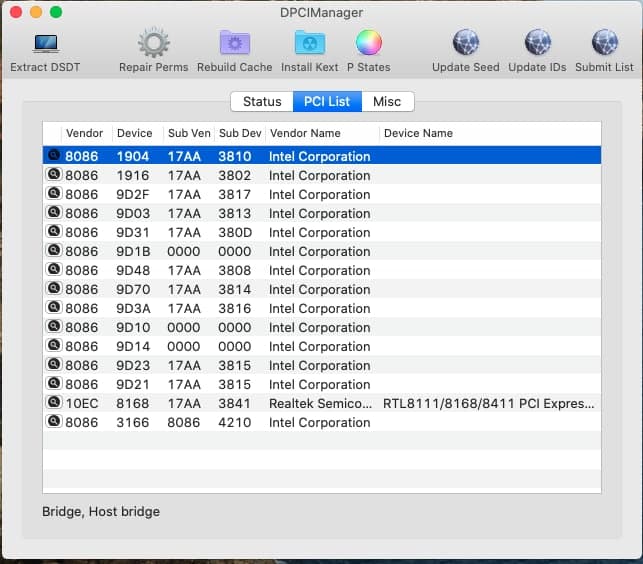 DPCIManager
Extract DSDT Repair Perms Rebuild Cache Install Kext P States Update Seed Update IDs Submit List
Status PCI List Misc
Vendor Device Sub Ven Sub Dev Vendor Name Device Name
8086 1904 17AA 3810 Intel Corporation
8086 1916 17AA 3802 Intel Corporation
8086 9D2F 17AA 3817 Intel Corporation
8086 9D03 17AA 3813 Intel Corporation
8086 9D31 17AA 380D Intel Corporation
8086 9D1B 0000 0000 Intel Corporation
8086 9D48 17AA 3808 Intel Corporation
8086 9D70 17AA 3814 Intel Corporation
8086 9D3A 17AA 3816 Intel Corporation
8086 9D10 0000 0000 Intel Corporation
8086 9D14 0000 0000 Intel Corporation
8086 9D23 17AA 3815 Intel Corporation
8086 9D21 17AA 3815 Intel Corporation
10EC 8168 17AA 3841 Realtek Semico... RTL8111/8168/8411 PCI Expres...
8086 3166 8086 4210 Intel Corporation
Bridge, Host bridge